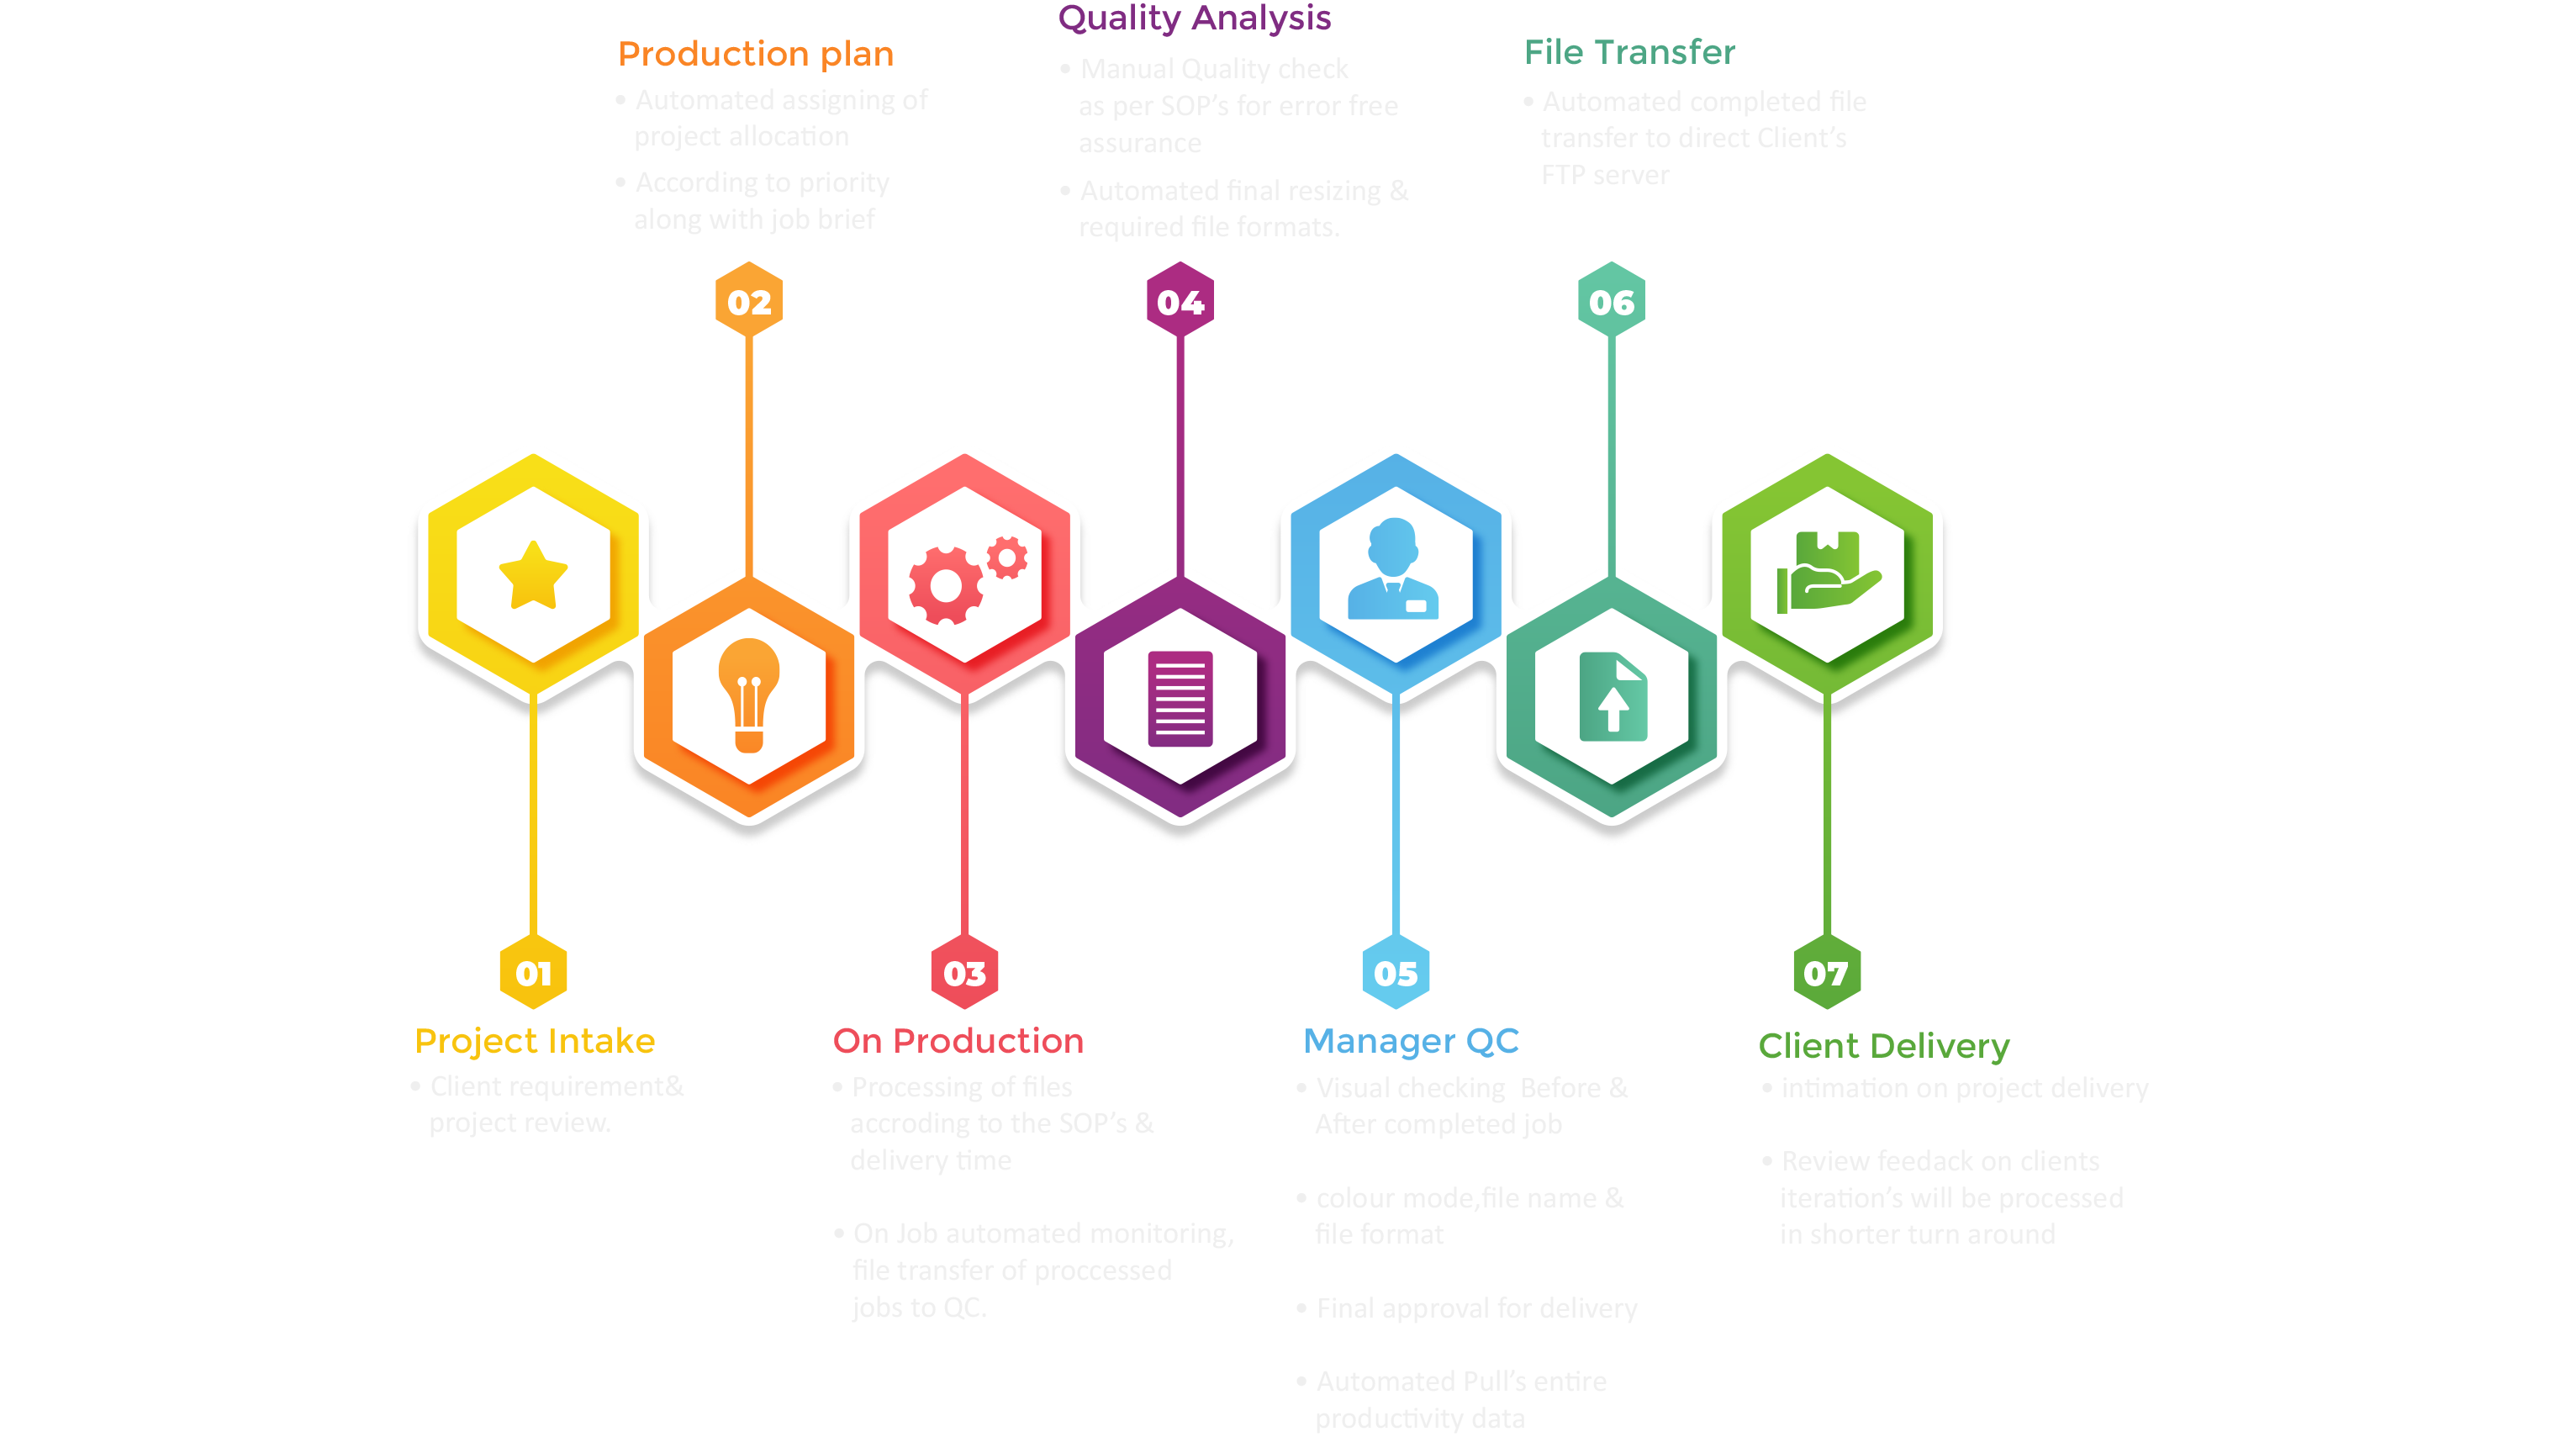 Production plan
• Automated assigning of
project allocation
• According to priority
along with job brief
02
Quality Analysis
• Manual Quality check
as per SOP's for error free
assurance
• Automated final resizing &
required file formats.
04
File Transfer
• Automated completed file
transfer to direct Client's
FTP server
06
01
Project Intake
• Client requirement&
project review.
03
On Production
• Processing of files
accroding to the SOP's &
delivery time
• On Job automated monitoring,
file transfer of proccessed
jobs to QC.
05
Manager QC
• Visual checking  Before &
After completed job
• colour mode,file name &
file format
• Final approval for delivery
• Automated Pull's entire
productivity data
07
Client Delivery
• intimation on project delivery
• Review feedack on clients
iteration's will be processed
in shorter turn around